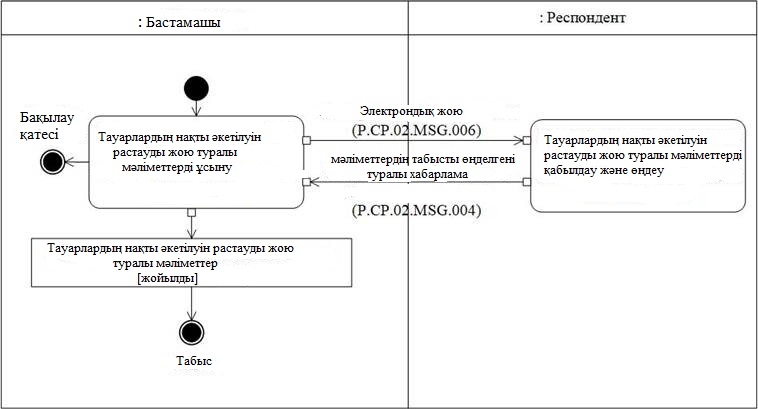 : Бастамашы
: Респондент
Бақылау
қатесі
Тауарлардың нақты әкетілуін
растауды жою туралы
мәліметтерді ұсыну
Электрондық жою
(P.CP.02.MSG.006)
мәліметтердің табысты өнделгені
туралы хабарлама
(P.CP.02.MSG.004)
Тауарлардың нақты әкетілуін
растауды жою туралы мәліметтерді
қабылдау және өңдеу
Тауарлардың нақты әкетілуін растауды жою
туралы мәліметтер
[жойылды]
Табыс